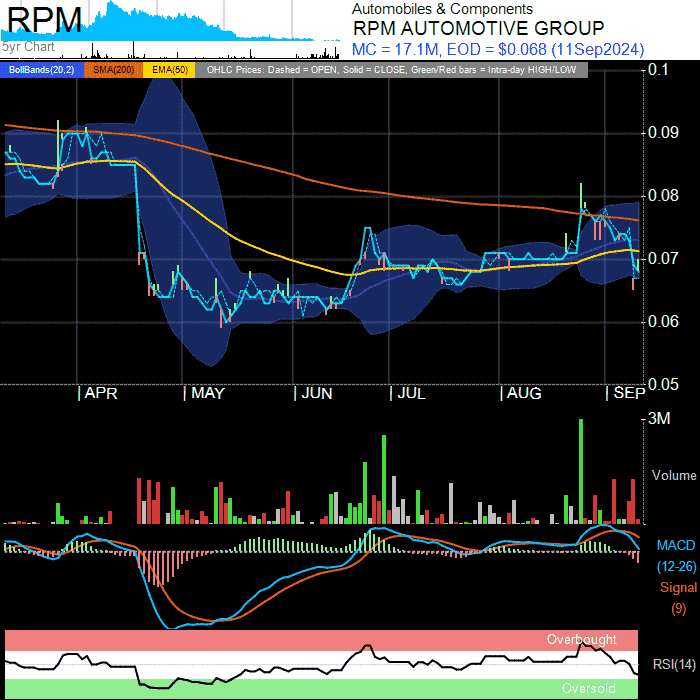 RPM
5yr Chart
Automobiles & Components
RPM AUTOMOTIVE GROUP
MC = 17.1M, EOD = $0.068 (11Sep2024)
BollBands(20,2) SMA(200) EMA(50) OHLC Prices: Dashed = OPEN, Solid = CLOSE, Green/Red bars = Intra-day HIGH/LOW
0.1
0.09
0.08
0.07
0.06
0.05
APR MAY JUN JUL AUG SEP
3M
Volume
MACD
(12-26)
Signal
(9)
Overbought
RSI(14)
Oversold